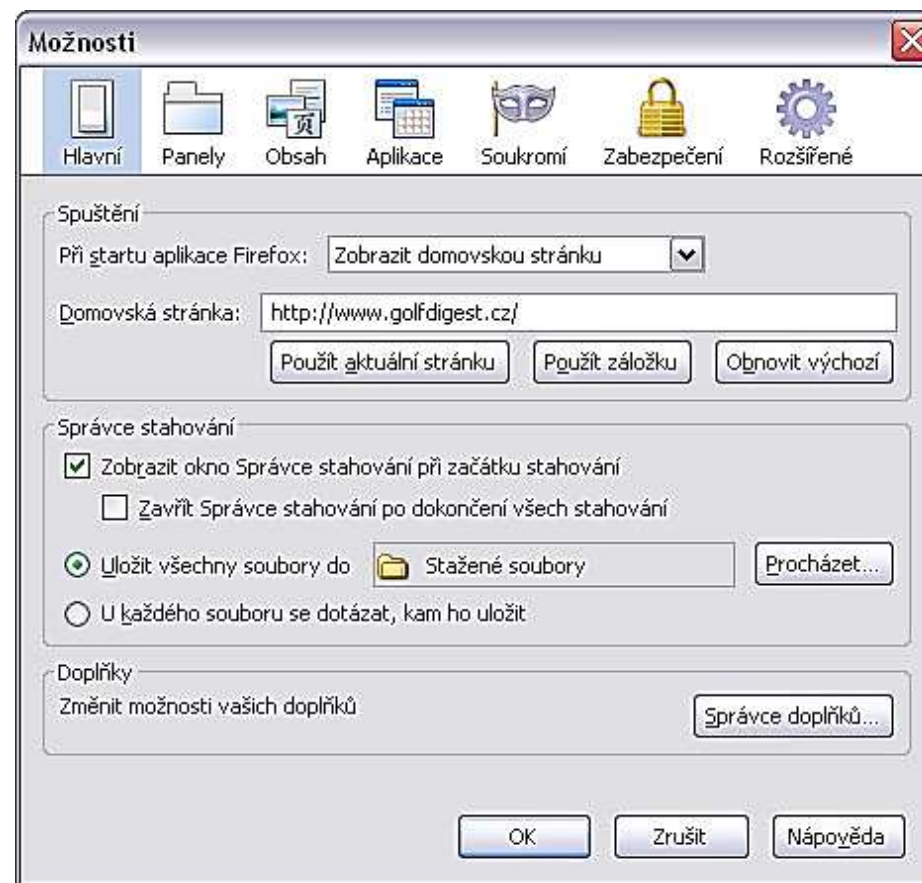 Možnosti
Hlavní Panely Obsah Aplikace Soukromí Zabezpečení Rozšířené
Spuštění
Při startu aplikace Firefox: Zobrazit domovskou stránku
Domovská stránka: http://www.golfdigest.cz/
Použít aktuální stránku Použít záložku Obnovit výchozí
Správce stahování
Zobrazit okno Správce stahování při začátku stahování
Zavřít Správce stahování po dokončení všech stahování
Uložit všechny soubory do Stažené soubory Procházet...
U každého souboru se dotázat, kam ho uložit
Doplňky
Změnit možnosti vašich doplňků
Správce doplňků...
OK Zrušit Nápověda